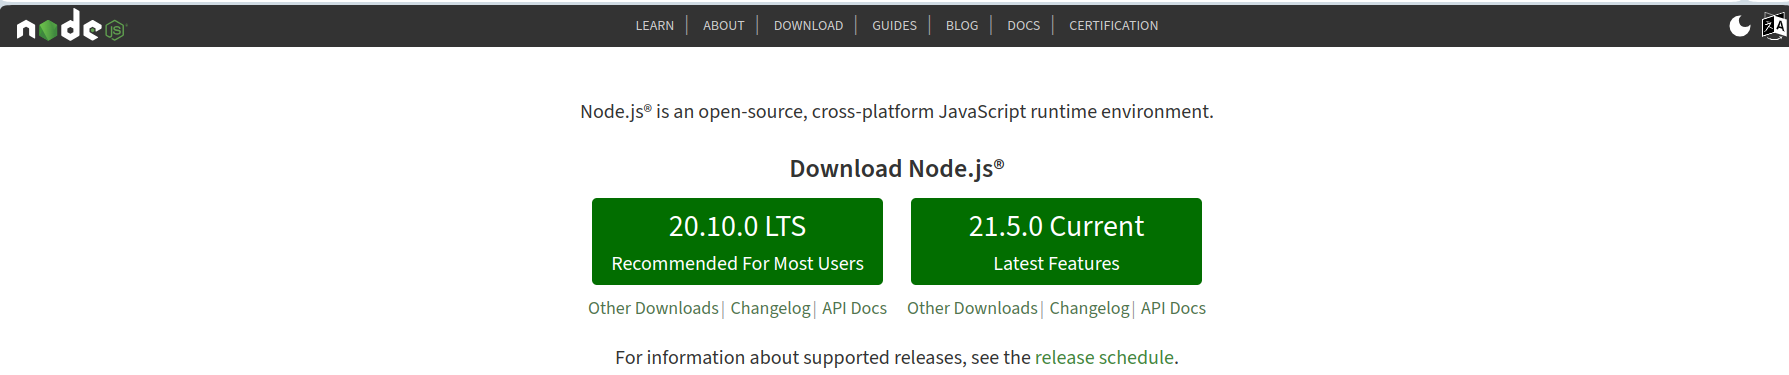 node JS
LEARN | ABOUT | DOWNLOAD | GUIDES | BLOG | DOCS | CERTIFICATION
Node.js® is an open-source, cross-platform JavaScript runtime environment.
Download Node.js®
20.10.0 LTS
Recommended For Most Users
21.5.0 Current
Latest Features
Other Downloads | Changelog | API Docs
Other Downloads | Changelog | API Docs
For information about supported releases, see the release schedule.